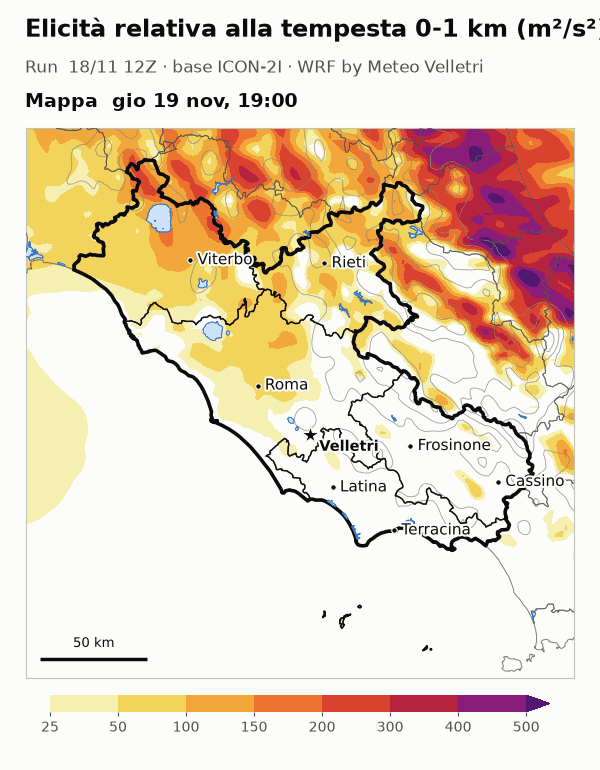 Elicità relativa alla tempesta 0-1 km (m²/s²)
Run  18/11 12Z · base ICON-2I · WRF by Meteo Velletri
Mappa  gio 19 nov, 19:00
Viterbo
Rieti
Roma
Velletri
Frosinone
Cassino
Latina
Terracina
50 km
25 50 100 150 200 300 400 500